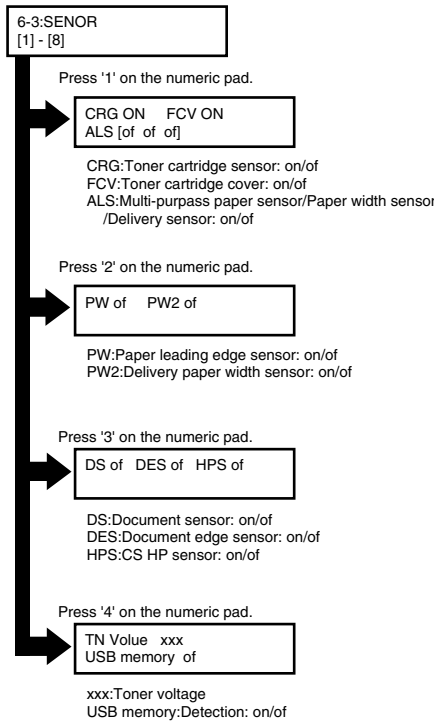 6-3:SENOR
[1] - [8]
Press '1' on the numeric pad.
CRG ON FCV ON
ALS [of of of]
CRG:Toner cartridge sensor: on/of
FCV:Toner cartridge cover: on/of
ALS:Multi-purpass paper sensor/Paper width sensor
/Delivery sensor: on/of
Press '2' on the numeric pad.
PW of PW2 of
PW:Paper leading edge sensor: on/of
PW2:Delivery paper width sensor: on/of
Press '3' on the numeric pad.
DS of DES of HPS of
DS:Document sensor: on/of
DES:Document edge sensor: on/of
HPS:CS HP sensor: on/of
Press '4' on the numeric pad.
TN Volue xxx
USB memory of
xxx:Toner voltage
USB memory:Detection: on/of